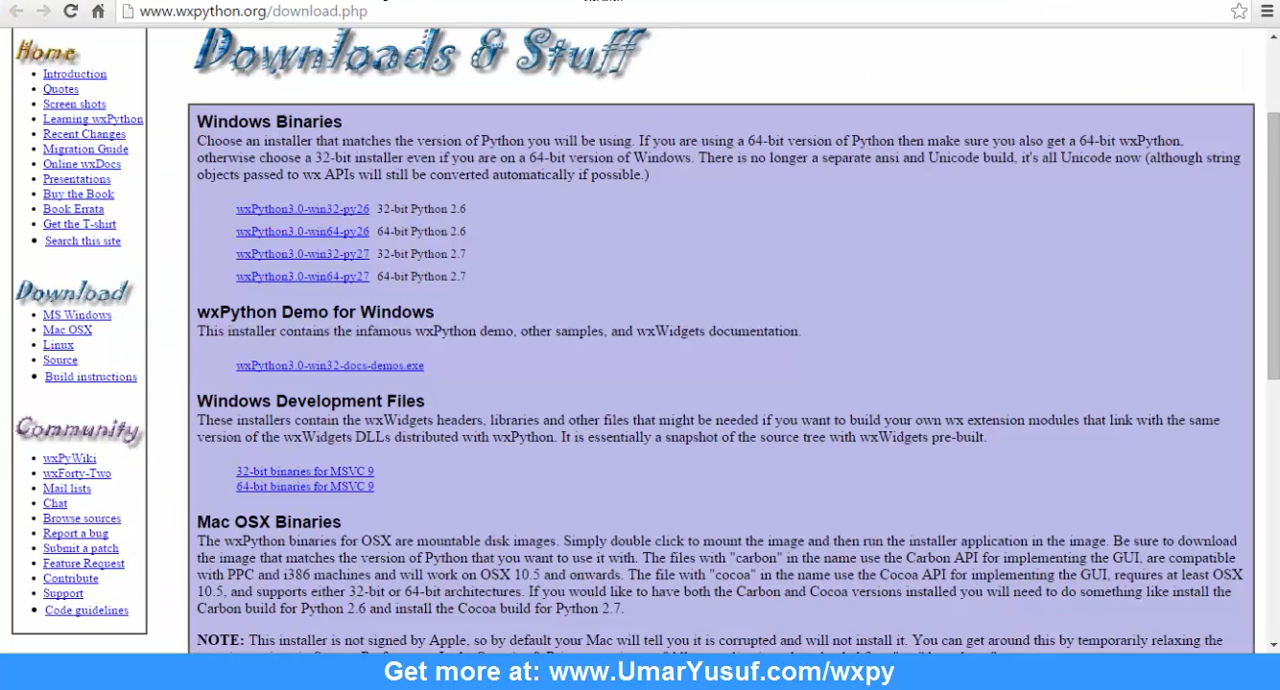 www.wxpython.org/download.php
Home
Introduction
Quotes
Screen shots
Learning wxPython
Recent Changes
Migration Guide
Online wxDocs
Presentations
Buy the Book
Book Errata
Get the T-shirt
Search this site
Download
MS Windows
Mac OSX
Linux
Source
Build instructions
Community
wxPyWiki
wxForty-Two
Mail lists
Chat
Browse sources
Report a bug
Submit a patch
Feature Request
Contribute
Support
Code guidelines
Downloads & Stuff
Windows Binaries
Choose an installer that matches the version of Python you will be using. If you are using a 64-bit version of Python then make sure you also get a 64-bit wxPython,
otherwise choose a 32-bit installer even if you are on a 64-bit version of Windows. There is no longer a separate ansi and Unicode build, it's all Unicode now (although string
objects passed to wx APIs will still be converted automatically if possible.)
wxPython3.0-win32-py26 32-bit Python 2.6
wxPython3.0-win64-py26 64-bit Python 2.6
wxPython3.0-win32-py27 32-bit Python 2.7
wxPython3.0-win64-py27 64-bit Python 2.7
wxPython Demo for Windows
This installer contains the infamous wxPython demo, other samples, and wxWidgets documentation.
wxPython3.0-win32-docs-demos.exe
Windows Development Files
These installers contain the wxWidgets headers, libraries and other files that might be needed if you want to build your own wx extension modules that link with the same
version of the wxWidgets DLLs distributed with wxPython. It is essentially a snapshot of the source tree with wxWidgets pre-built.
32-bit binaries for MSVC 9
64-bit binaries for MSVC 9
Mac OSX Binaries
The wxPython binaries for OSX are mountable disk images. Simply double click to mount the image and then run the installer application in the image. Be sure to download
the image that matches the version of Python that you want to use it with. The files with "carbon" in the name use the Carbon API for implementing the GUI, are compatible
with PPC and i386 machines and will work on OSX 10.5 and onwards. The file with "cocoa" in the name use the Cocoa API for implementing the GUI, requires at least OSX
10.5, and supports either 32-bit or 64-bit architectures. If you would like to have both the Carbon and Cocoa versions installed you will need to do something like install the
Carbon build for Python 2.6 and install the Cocoa build for Python 2.7.
NOTE: This installer is not signed by Apple, so by default your Mac will tell you it is corrupted and will not install it. You can get around this by temporarily relaxing the
Get more at: www.UmarYusuf.com/wxpy